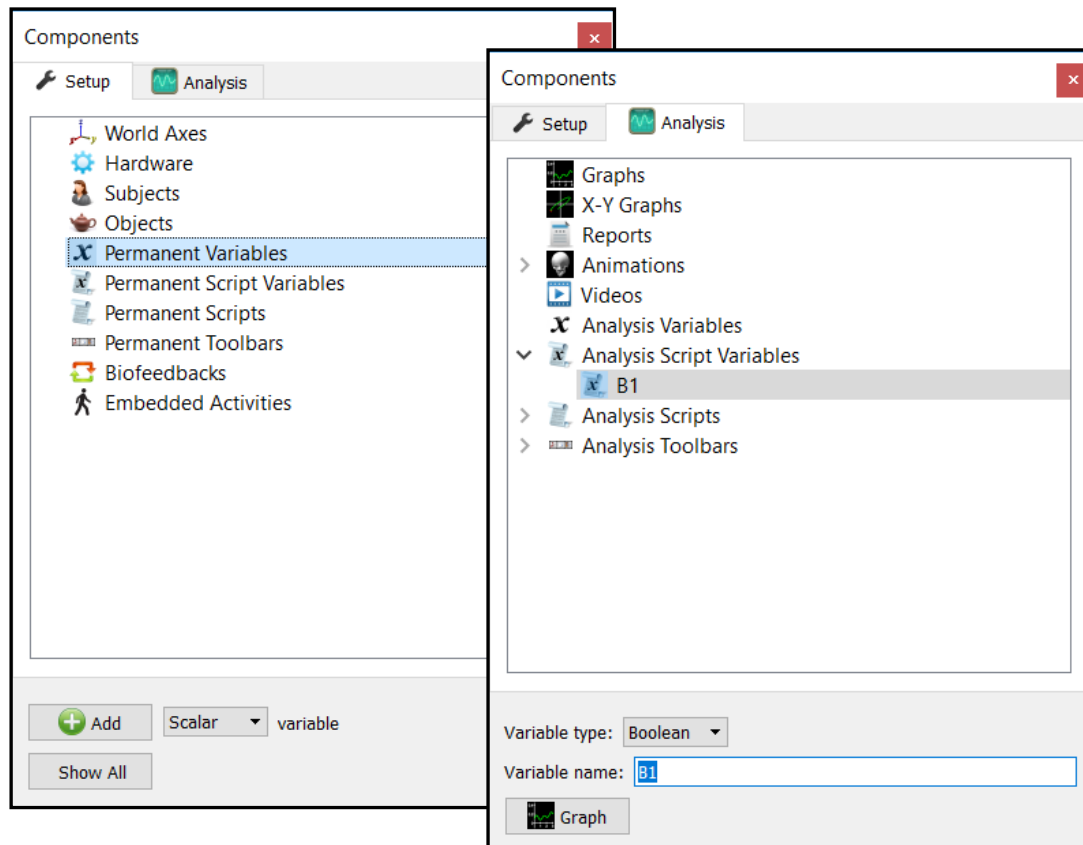 Components
Setup
Analysis
World Axes
Hardware
Subjects
Objects
Permanent Variables
Permanent Script Variables
Permanent Scripts
Permanent Toolbars
Biofeedbacks
Embedded Activities
Add Scalar variable
Show All
Components
Setup
Analysis
Graphs
X-Y Graphs
Reports
Animations
Videos
Analysis Variables
Analysis Script Variables
B1
Analysis Scripts
Analysis Toolbars
Variable type: Boolean
Variable name: B1
Graph